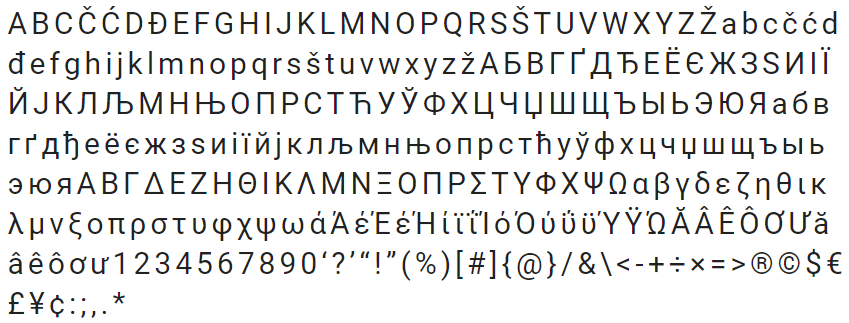 ABCČĆDĐEFGHIJKLMNOPQRSŠTUVWXYZŽabcčćd
đefghijklmnopqrsštuvwxyzžАБВГҐДЂЕЁЄЖЗЅИІЇ
ЙЈКЛЉМНЊОПРСТЋУЎФХЦЧЏШЩЪЫЬЭЮЯабв
гґдђеёєжзѕиіїйјклљмнњопрстћуўфхцчџшщъыь
эюяΑΒΓΔΕΖΗΘΙΚΛΜΝΞΟΠΡΣΤΥΦΧΨΩαβγδεζηθικ
λμνξοπρστυφχψωάΆέΈέΉίϊΐΊόΌύΰϋΎΫΏĂÂÊÔƠƯă
âêôơư1234567890‘?’“!”(%)[#]{@}/&\<-+÷×=>®©$€
£¥¢:;,.*